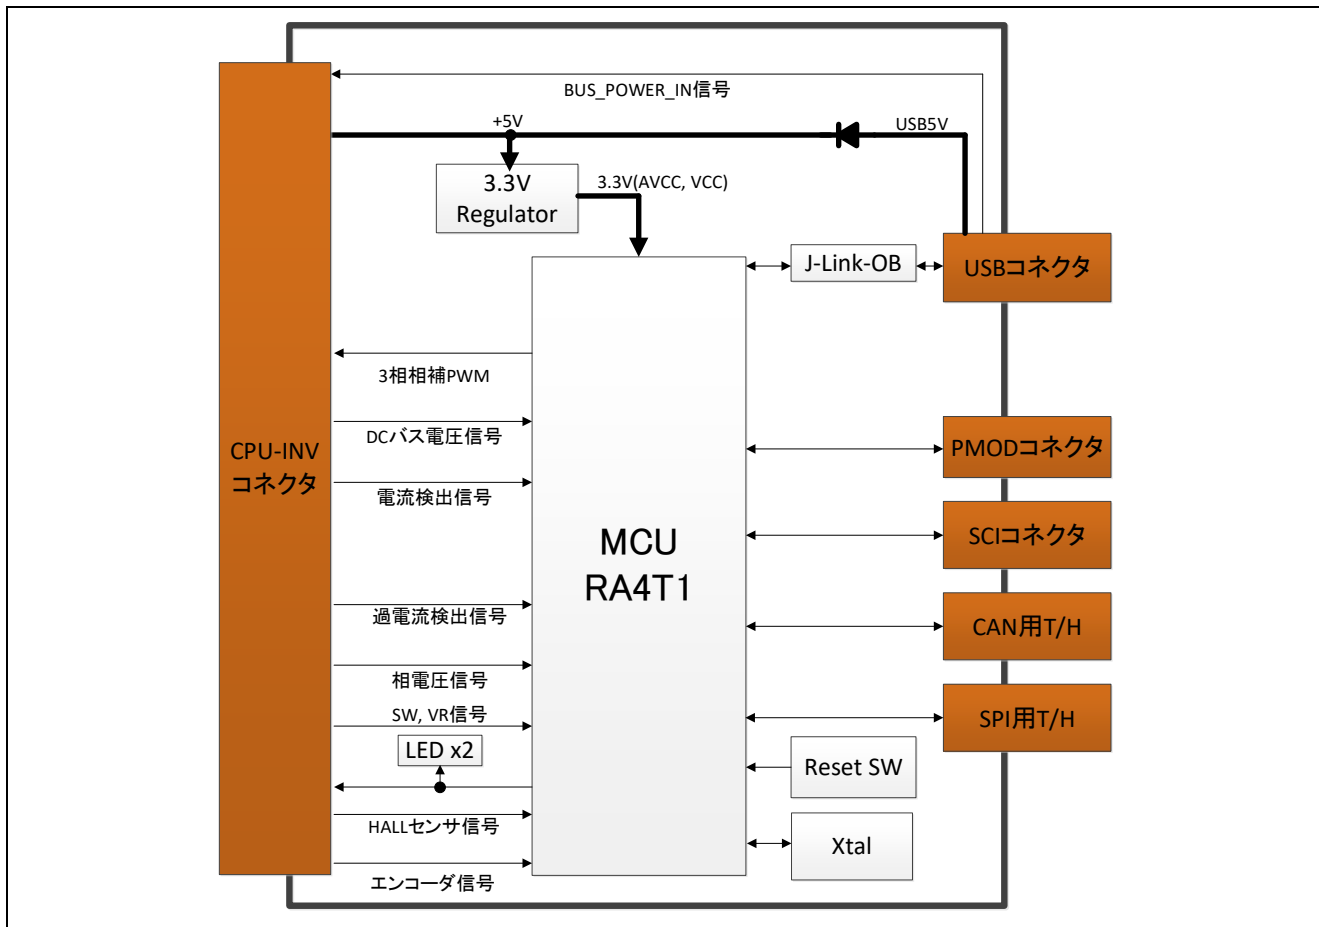 BUS_POWER_IN信号
+5V
USB5V
3.3V
Regulator
3.3V(AVCC, VCC)
J-Link-OB
USBコネクタ
3相相補PWM
DCバス電圧信号
CPU-INV
コネクタ
電流検出信号
PMODコネクタ
MCU
RA4T1
SCIコネクタ
過電流検出信号
CAN用T/H
相電圧信号
SW, VR信号
SPI用T/H
LED x2
Reset SW
HALLセンサ信号
Xtal
エンコーダ信号